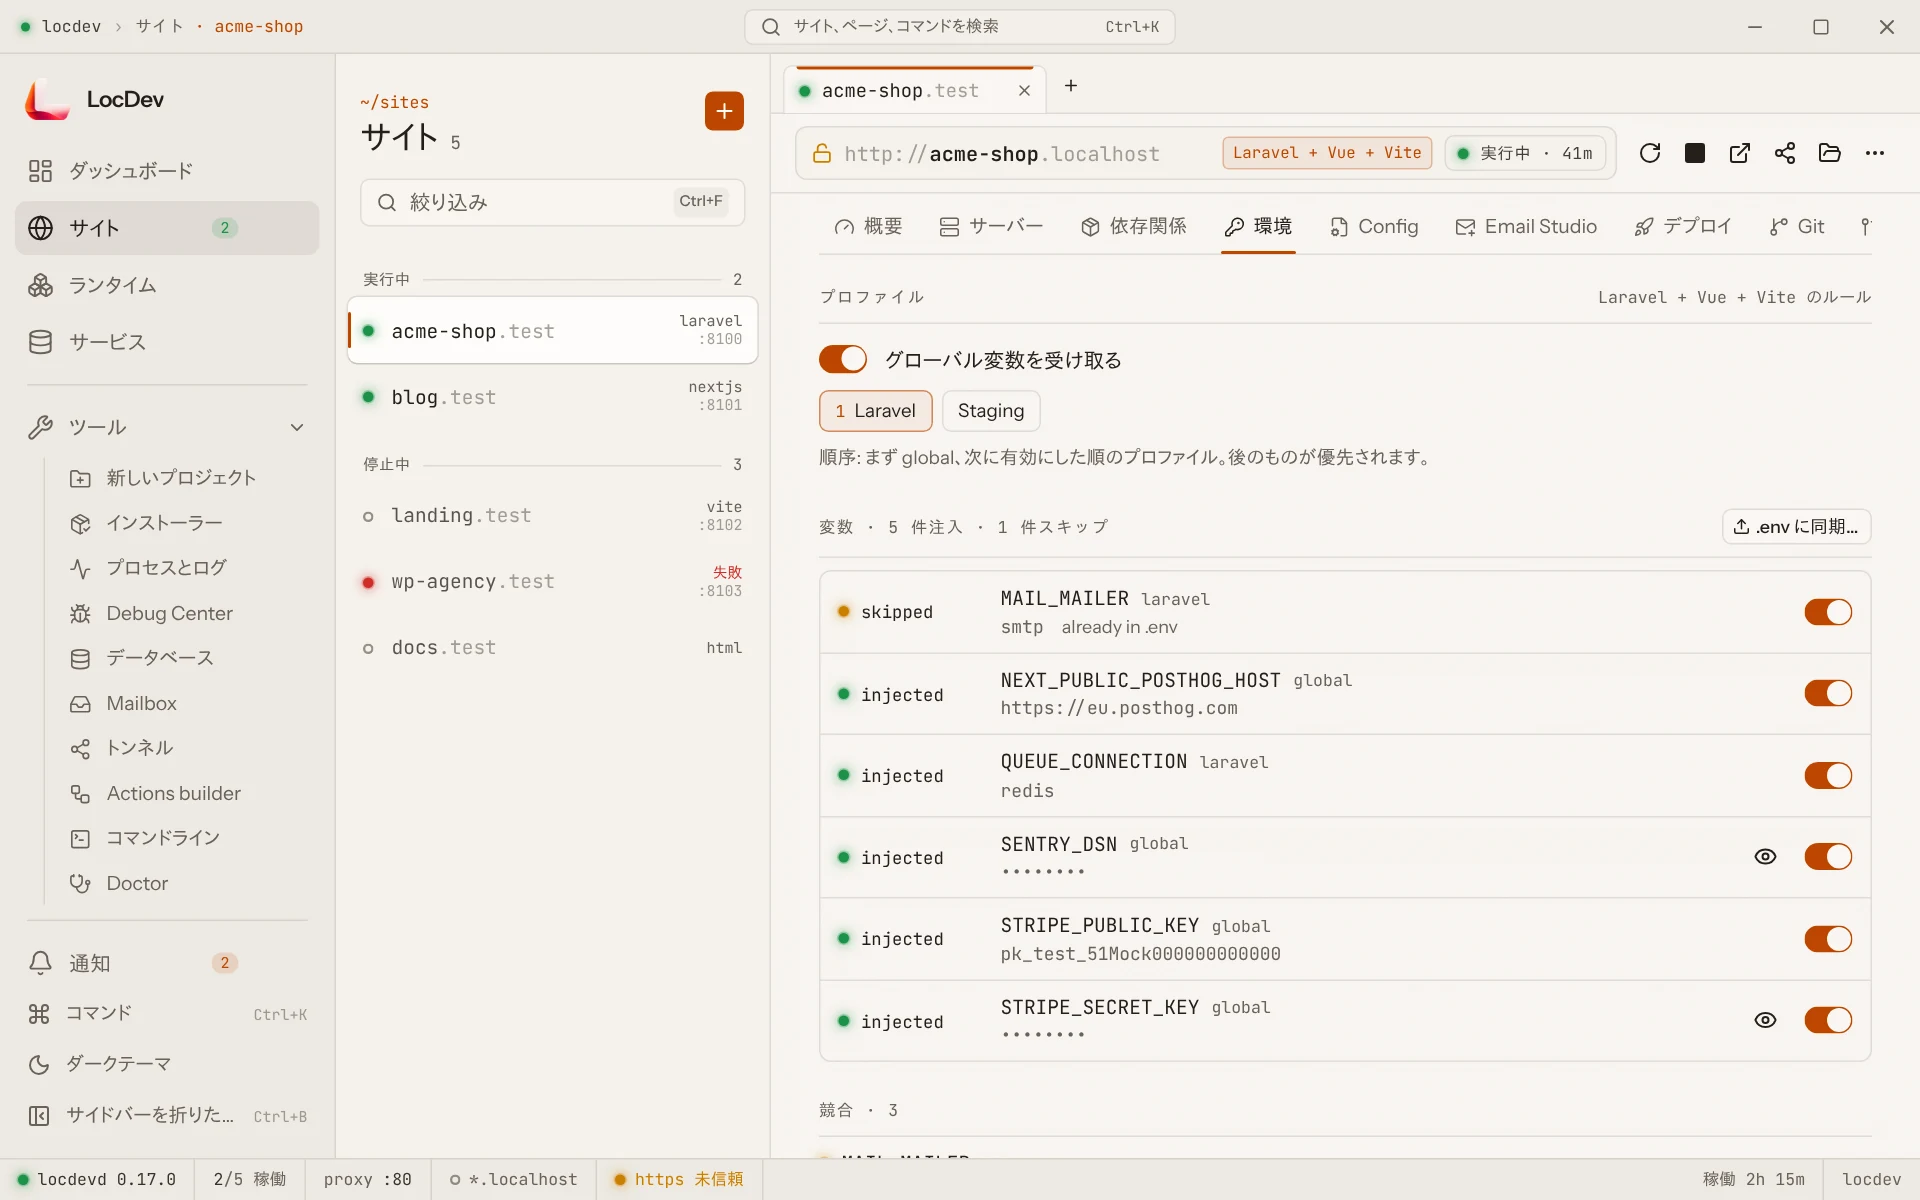 locdev › サイト · acme-shop
サイト、ページ、コマンドを検索 Ctrl+K
LocDev
ダッシュボード
サイト 2
ランタイム
サービス
ツール
新しいプロジェクト
インストーラー
プロセスとログ
Debug Center
データベース
Mailbox
トンネル
Actions builder
コマンドライン
Doctor
通知 2
コマンド Ctrl+K
ダークテーマ
サイドバーを折りた... Ctrl+B
~/sites
サイト 5
絞り込み Ctrl+F
実行中 2
acme-shop.test laravel :8100
blog.test nextjs :8101
停止中 3
landing.test vite :8102
wp-agency.test 失敗 :8103
docs.test html
acme-shop.test
http://acme-shop.localhost Laravel + Vue + Vite 実行中 · 41m
概要 サーバー 依存関係 環境 Config Email Studio デプロイ Git
プロファイル Laravel + Vue + Vite のルール
グローバル変数を受け取る
1 Laravel Staging
順序: まず global、次に有効にした順のプロファイル。後のものが優先されます。
変数 · 5 件注入 · 1 件スキップ .env に同期...
skipped MAIL_MAILER laravel
smtp already in .env
injected NEXT_PUBLIC_POSTHOG_HOST global
https://eu.posthog.com
injected QUEUE_CONNECTION laravel
redis
injected SENTRY_DSN global
••••••••
injected STRIPE_PUBLIC_KEY global
pk_test_51Mock000000000000
injected STRIPE_SECRET_KEY global
••••••••
競合 · 3
MAIL_MAILER
locdevd 0.17.0 2/5 稼働 proxy :80 *.localhost https 未信頼 稼働 2h 15m locdev